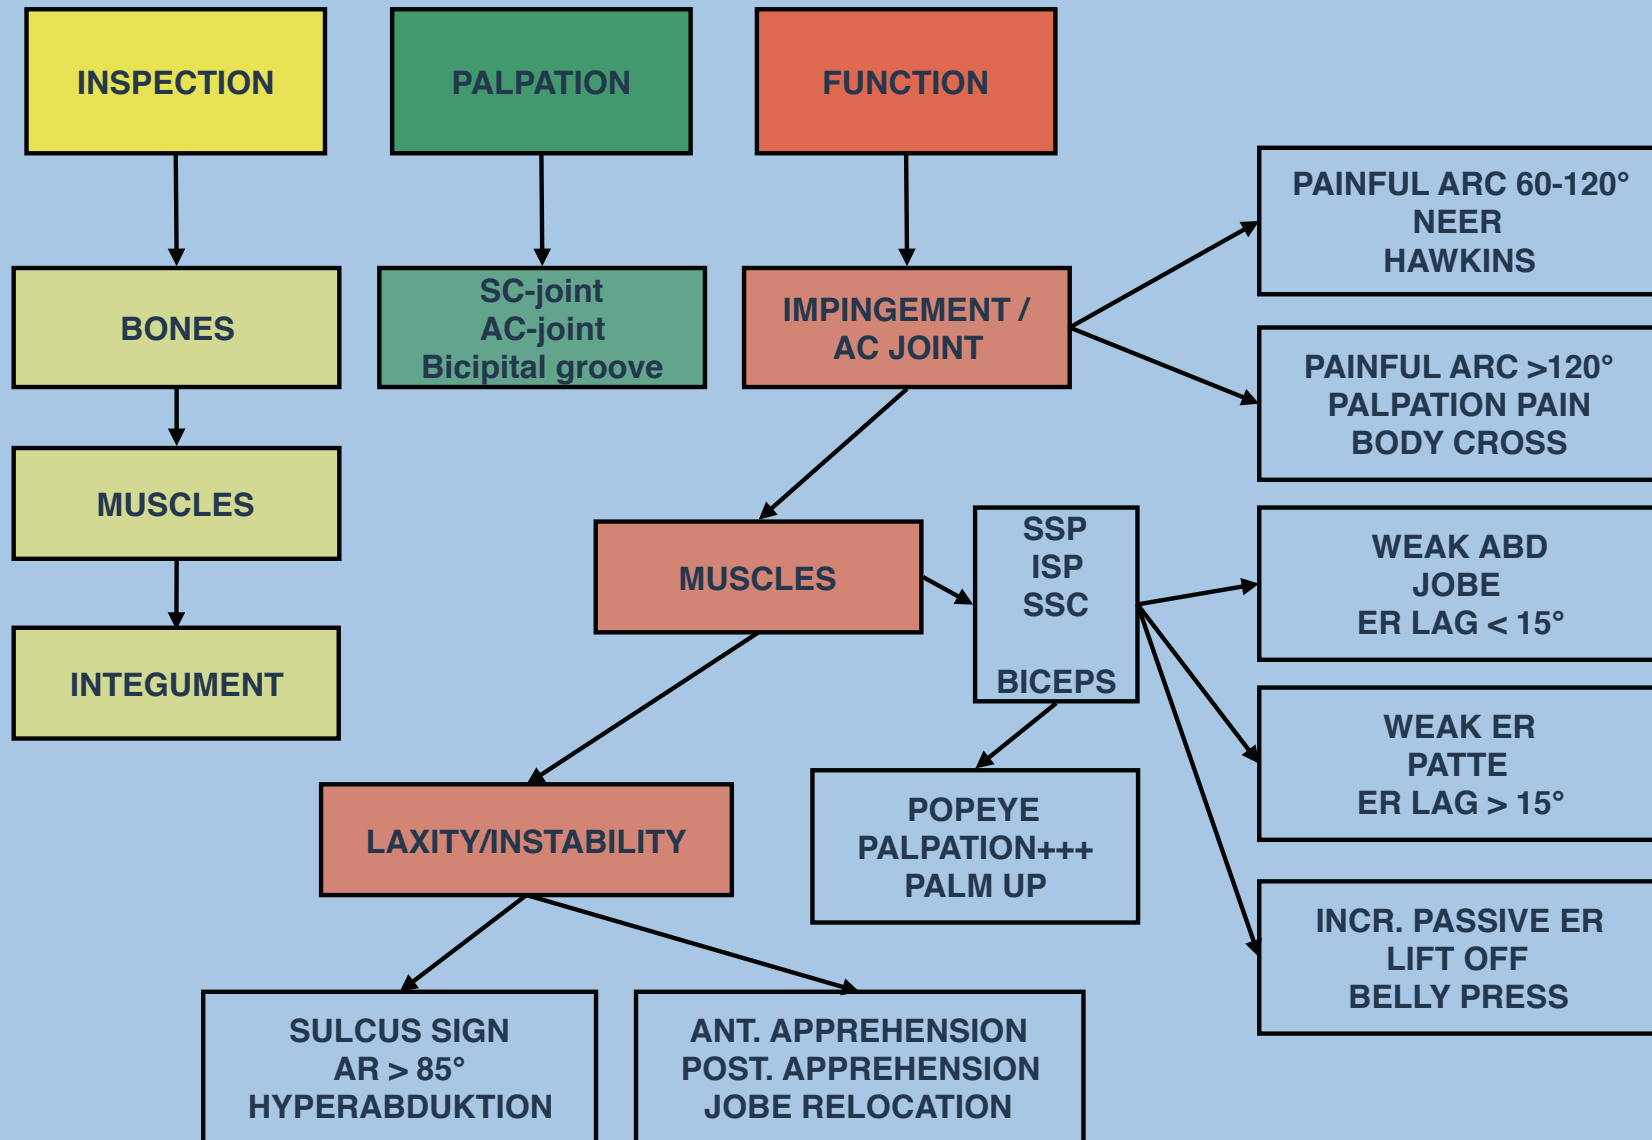 INSPECTION
PALPATION
FUNCTION
BONES
MUSCLES
INTEGUMENT
SC-joint
AC-joint
Bicipital groove
IMPINGEMENT /
AC JOINT
PAINFUL ARC 60-120°
NEER
HAWKINS
PAINFUL ARC >120°
PALPATION PAIN
BODY CROSS
MUSCLES
SSP
ISP
SSC
BICEPS
WEAK ABD
JOBE
ER LAG < 15°
WEAK ER
PATTE
ER LAG > 15°
INCR. PASSIVE ER
LIFT OFF
BELLY PRESS
POPEYE
PALPATION+++
PALM UP
LAXITY/INSTABILITY
SULCUS SIGN
AR > 85°
HYPERABDUKTION
ANT. APPREHENSION
POST. APPREHENSION
JOBE RELOCATION